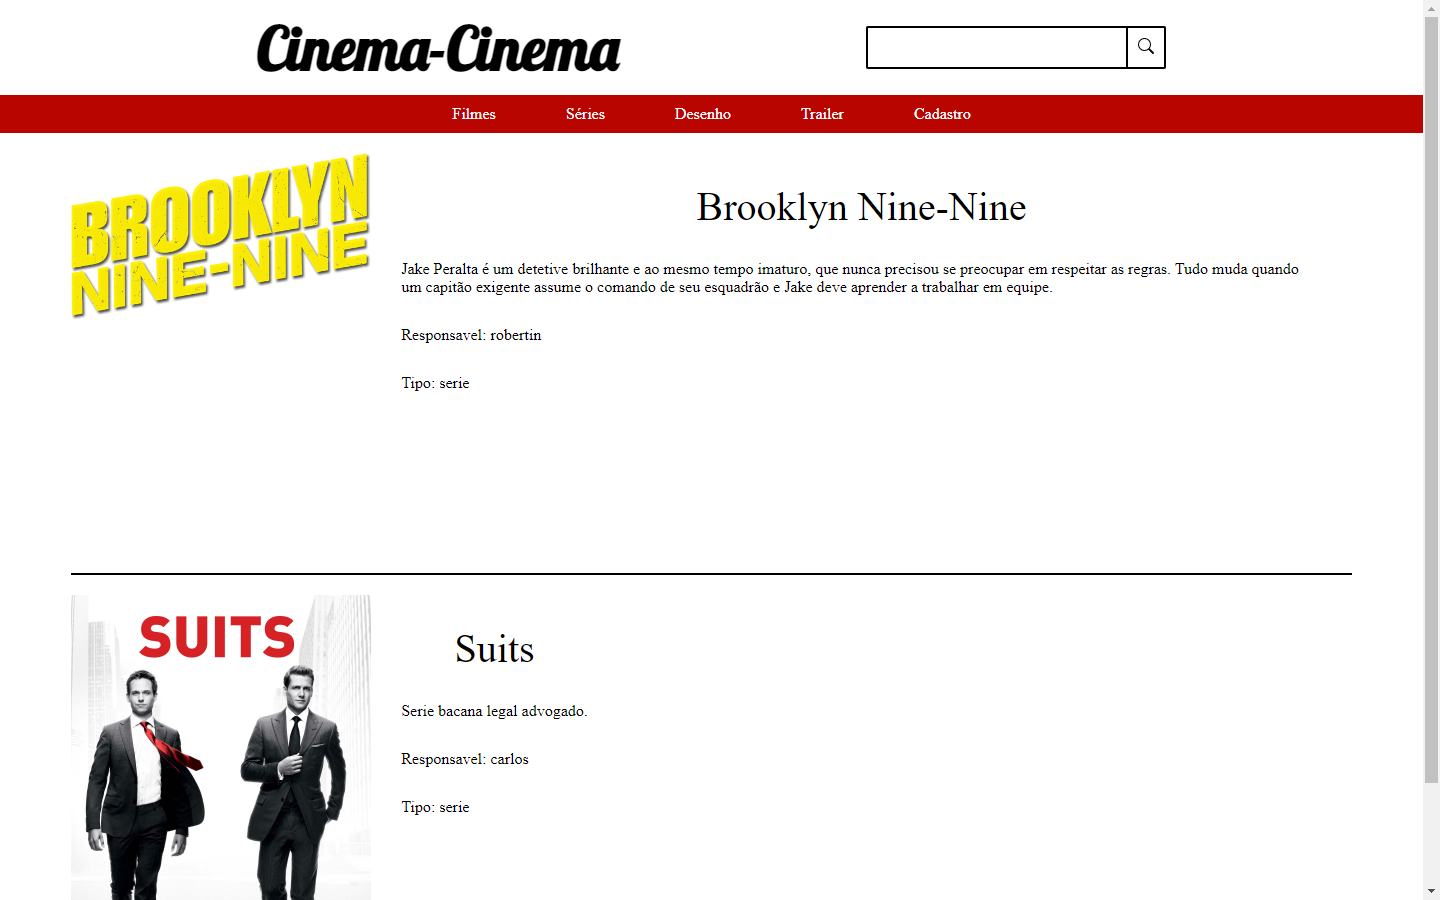 Cinema-Cinema
Filmes Séries Desenho Trailer Cadastro
BROOKLYN
NINE-NINE
Brooklyn Nine-Nine
Jake Peralta é um detetive brilhante e ao mesmo tempo imaturo, que nunca precisou se preocupar em respeitar as regras. Tudo muda quando
um capitão exigente assume o comando de seu esquadrão e Jake deve aprender a trabalhar em equipe.
Responsavel: robertin
Tipo: serie
SUITS
Suits
Serie bacana legal advogado.
Responsavel: carlos
Tipo: serie